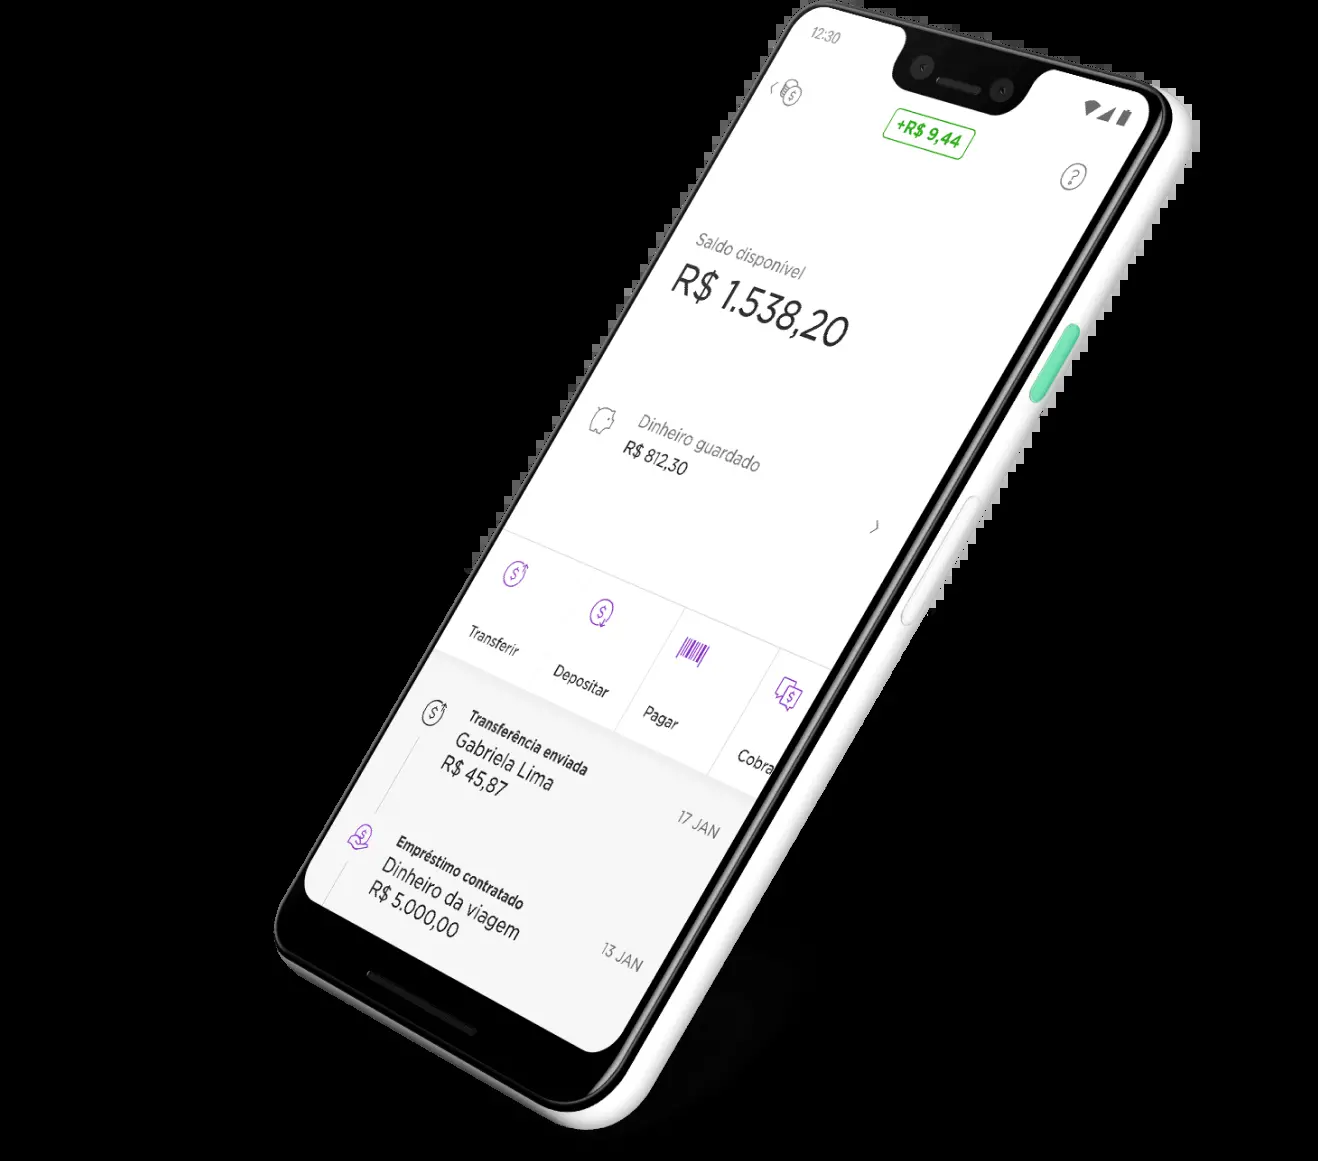 12:30
+R$ 9,44
?
Saldo disponível
R$ 1.538,20
Dinheiro guardado
R$ 812,30
Transferir
Depositar
Pagar
Cobra
Transferência enviada
Gabriela Lima
R$ 45,87
17 JAN
Empréstimo contratado
Dinheiro da viagem
R$ 5.000,00
13 JAN